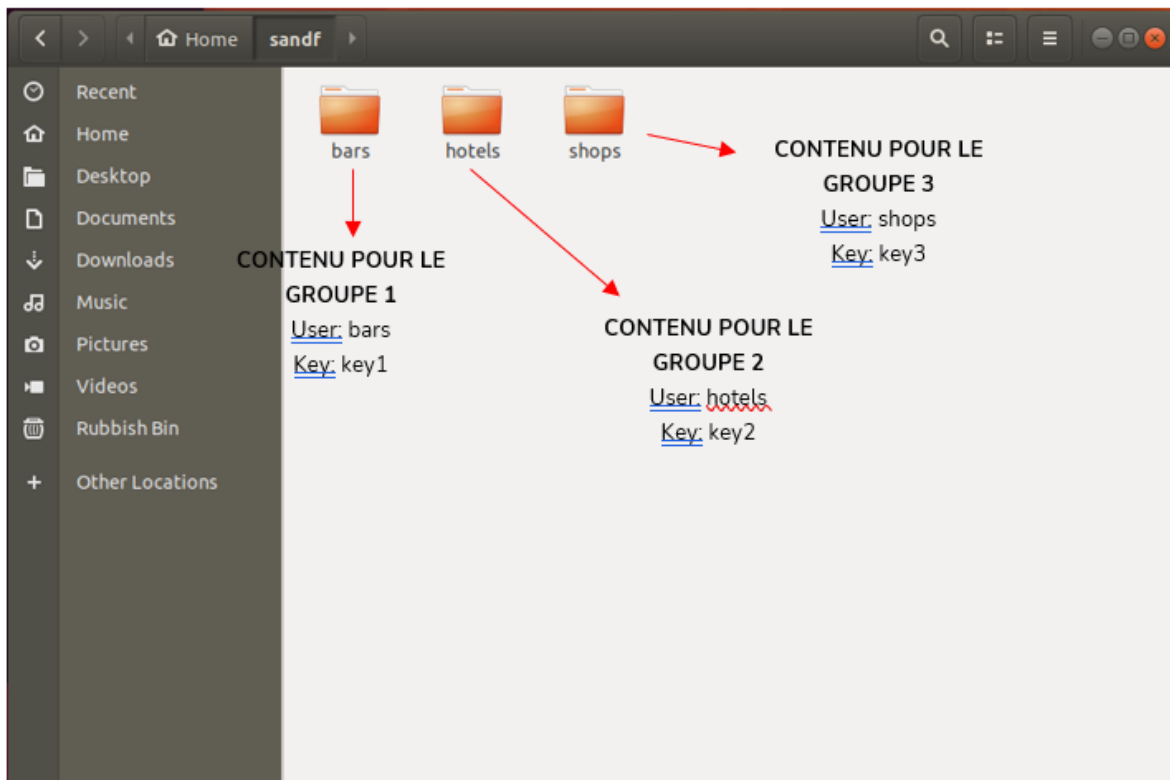 Home sandf
Recent
Home
Desktop
Documents
Downloads
Music
Pictures
Videos
Rubbish Bin
Other Locations
bars
hotels
shops
CONTENU POUR LE
GROUPE 1
User: bars
Key: key1
CONTENU POUR LE
GROUPE 2
User: hotels
Key: key2
CONTENU POUR LE
GROUPE 3
User: shops
Key: key3